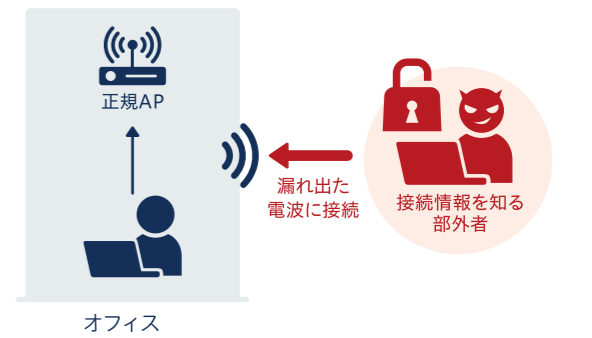 正規AP
漏れ出た
電波に接続
接続情報を知る
部外者
オフィス